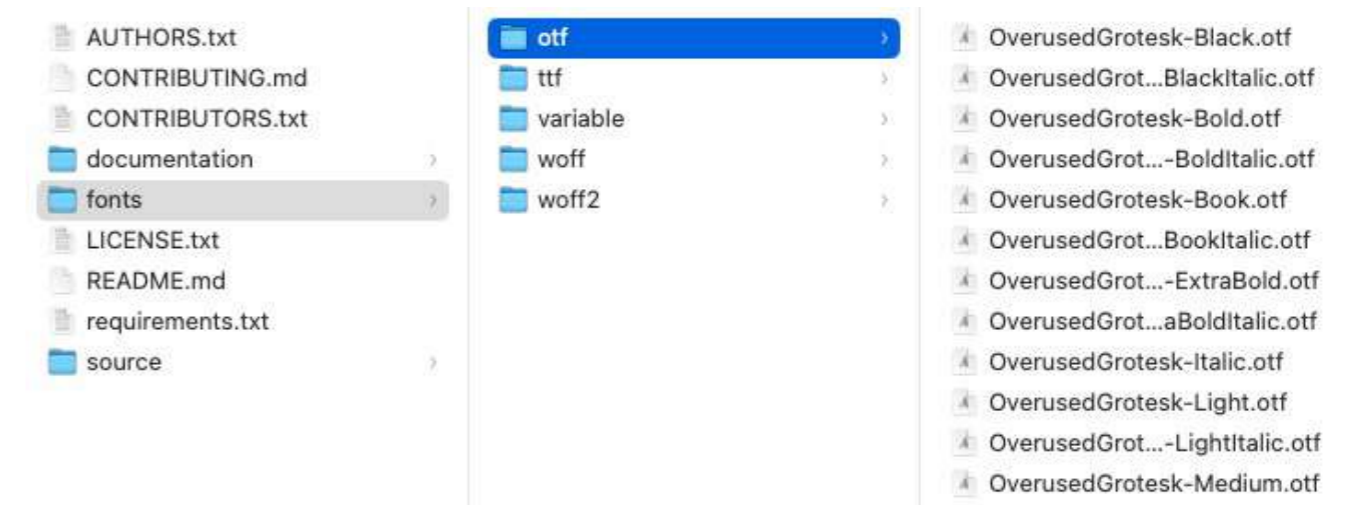 AUTHORS.txt
CONTRIBUTING.md
CONTRIBUTORS.txt
documentation
fonts
LICENSE.txt
README.md
requirements.txt
source
otf
ttf
variable
woff
woff2
OverusedGrotesk-Black.otf
OverusedGrot...BlackItalic.otf
OverusedGrotesk-Bold.otf
OverusedGrot...-BoldItalic.otf
OverusedGrotesk-Book.otf
OverusedGrot...BookItalic.otf
OverusedGrot...-ExtraBold.otf
OverusedGrot...aBoldItalic.otf
OverusedGrotesk-Italic.otf
OverusedGrotesk-Light.otf
OverusedGrot...-LightItalic.otf
OverusedGrotesk-Medium.otf